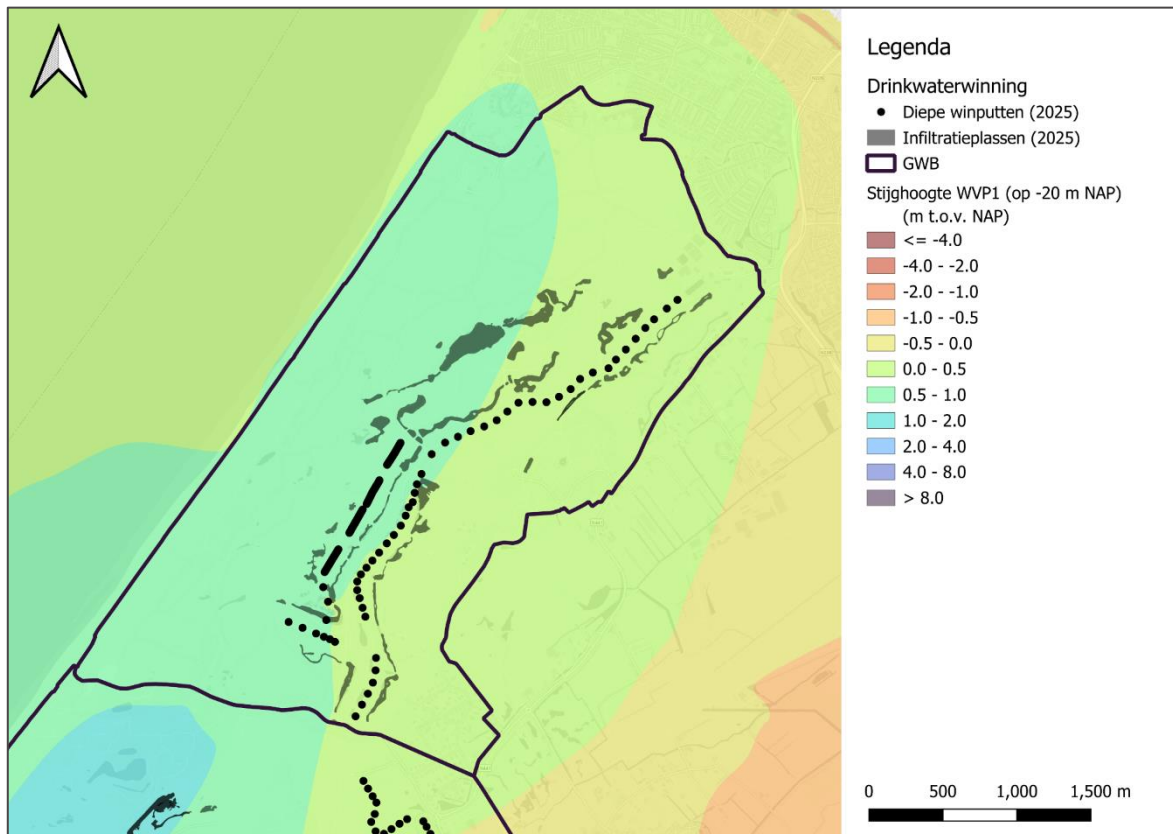 Legenda
Drinkwaterwinning
Diepe winputten (2025)
Infiltratieplassen (2025)
GWB
Stijghoogte WVP1 (op -20 m NAP)
(m t.o.v. NAP)
<= -4.0
-4.0 - -2.0
-2.0 - -1.0
-1.0 - -0.5
-0.5 - 0.0
0.0 - 0.5
0.5 - 1.0
1.0 - 2.0
2.0 - 4.0
4.0 - 8.0
> 8.0
0 500 1,000 1,500 m